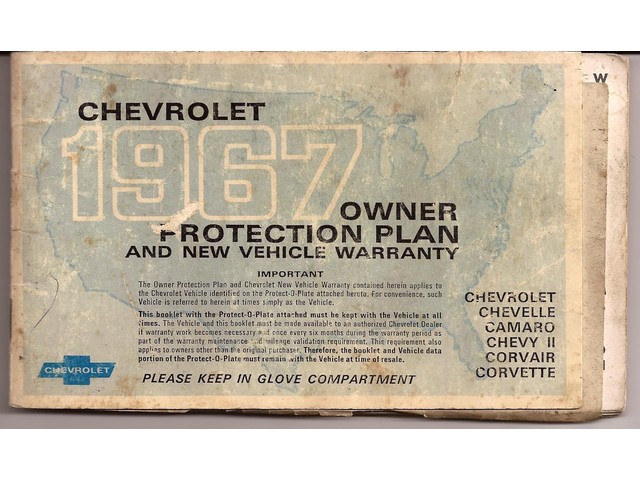 W
CHEVROLET
1967
OWNER
PROTECTION PLAN
AND NEW VEHICLE WARRANTY
IMPORTANT
The Owner Protection Plan and Chevrolet New Vehicle Warranty contained herein applies to
the Chevrolet Vehicle identified on the Protect-O-Plate attached hereto. For convenience, such
Vehicle is referred to herein at times simply as the Vehicle.
This booklet with the Protect-O-Plate attached must be kept with the Vehicle at all
times. The Vehicle and this booklet must be made available to an authorized Chevrolet Dealer
if warranty work becomes necessary and once every six months during the warranty period as
part of the warranty maintenance and mileage validation requirement. This requirement also
applies to owners other than the original purchaser. Therefore, the booklet and Vehicle data
portion of the Protect-O-Plate must remain with the Vehicle at time of resale.
PLEASE KEEP IN GLOVE COMPARTMENT
CHEVROLET
CHEVROLET
CHEVELLE
CAMARO
CHEVY II
CORVAIR
CORVETTE